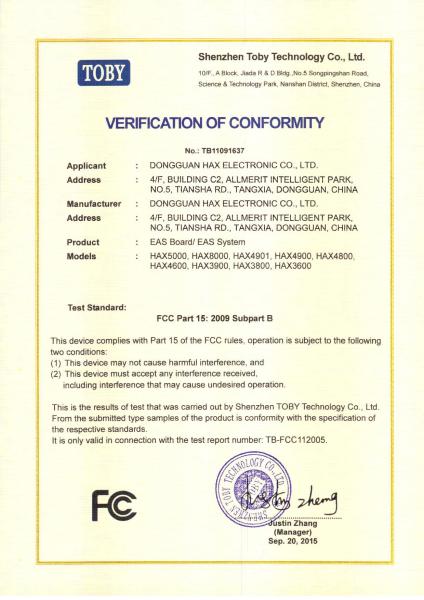 TOBY
Shenzhen Toby Technology Co., Ltd.
10/F., A Block, Jiada R & D Bldg.,No.5 Songpingshan Road,
Science & Technology Park, Nanshan District, Shenzhen, China
VERIFICATION OF CONFORMITY
No.: TB11091637
Applicant : DONGGUAN HAX ELECTRONIC CO., LTD.
Address : 4/F, BUILDING C2, ALLMERIT INTELLIGENT PARK,
NO.5, TIANSHA RD., TANGXIA, DONGGUAN, CHINA
Manufacturer : DONGGUAN HAX ELECTRONIC CO., LTD.
Address : 4/F, BUILDING C2, ALLMERIT INTELLIGENT PARK,
NO.5, TIANSHA RD., TANGXIA, DONGGUAN, CHINA
Product : EAS Board/ EAS System
Models : HAX5000, HAX8000, HAX4901, HAX4900, HAX4800,
HAX4600, HAX3900, HAX3800, HAX3600
Test Standard:
FCC Part 15: 2009 Subpart B
This device complies with Part 15 of the FCC rules, operation is subject to the following
two conditions:
(1) This device may not cause harmful interference, and
(2) This device must accept any interference received,
including interference that may cause undesired operation.
This is the results of test that was carried out by Shenzhen TOBY Technology Co., Ltd.
From the submitted type samples of the product is conformity with the specification of
the respective standards.
It is only valid in connection with the test report number: TB-FCC112005.
FCC
SHENZHEN TOBY TECHNOLOGY CO., LTD.
zheng
Justin Zhang
(Manager)
Sep. 20, 2015